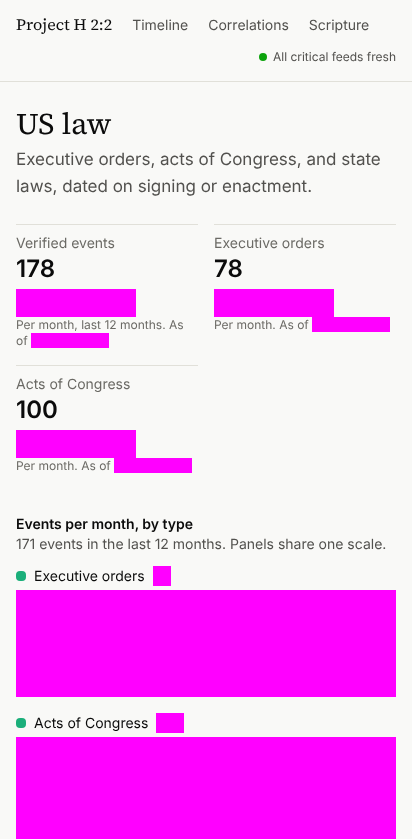 Project H 2:2 Timeline Correlations Scripture
All critical feeds fresh
US law
Executive orders, acts of Congress, and state
laws, dated on signing or enactment.
Verified events
178
Per month, last 12 months. As
of
Executive orders
78
Per month. As of
Acts of Congress
100
Per month. As of
Events per month, by type
171 events in the last 12 months. Panels share one scale.
Executive orders
Acts of Congress